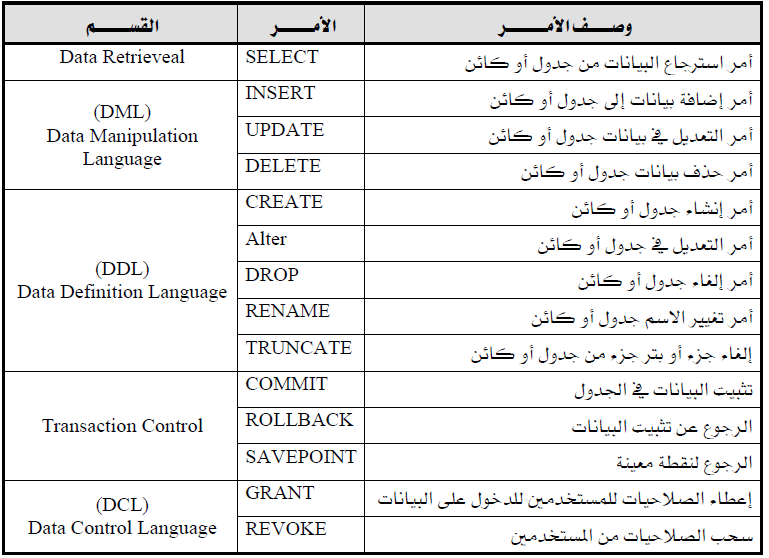 القســـــم الأمــر وصــف الأمــر
Data Retrieveal SELECT أمر استرجاع البيانات من جدول أو كائن
(DML)
Data Manipulation
Language
INSERT أمر إضافة بيانات إلى جدول أو كائن
UPDATE أمر التعديل في بيانات جدول أو كائن
DELETE أمر حذف بيانات جدول أو كائن
(DDL)
Data Definition Language
CREATE أمر إنشاء جدول أو كائن
Alter أمر التعديل في جدول أو كائن
DROP أمر إلغاء جدول أو كائن
RENAME أمر تغيير الاسم جدول أو كائن
TRUNCATE إلغاء جزء أو بتر جزء من جدول أو كائن
Transaction Control
COMMIT تثبيت البيانات في الجدول
ROLLBACK الرجوع عن تثبيت البيانات
SAVEPOINT الرجوع لنقطة معينة
(DCL)
Data Control Language
GRANT إعطاء الصلاحيات للمستخدمين للدخول على البيانات
REVOKE سحب الصلاحيات من المستخدمين